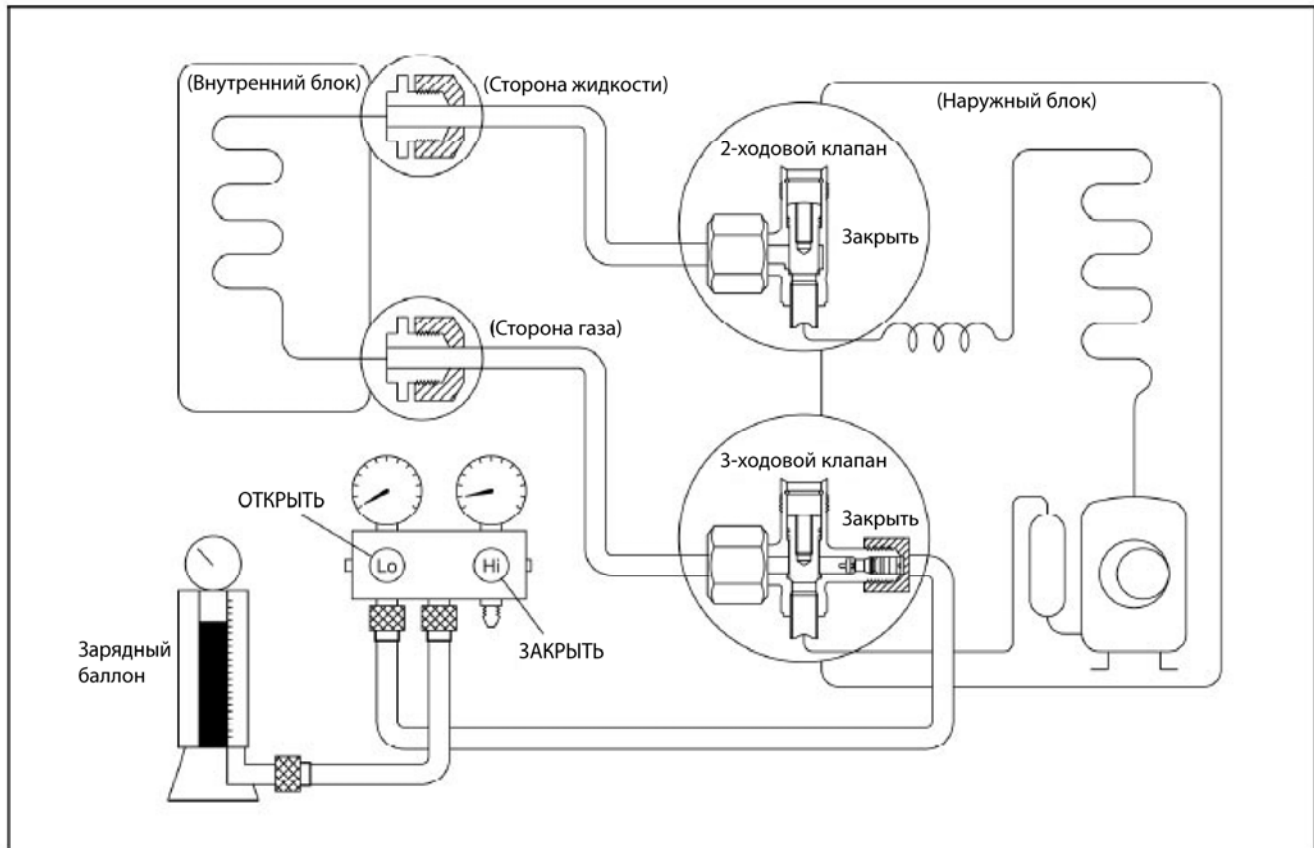 (Внутренний блок)
(Сторона жидкости)
(Наружный блок)
2-ходовой клапан
Закрыть
(Сторона газа)
3-ходовой клапан
Закрыть
ОТКРЫТЬ
Lo
Hi
ЗАКРЫТЬ
Зарядный
баллон